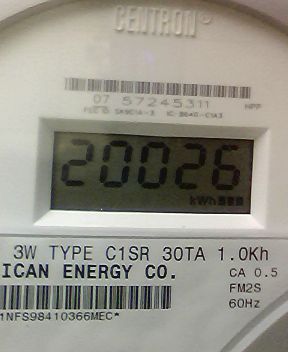 CENTRON®
07 57245311 NPP
20026
kWh
3W TYPE C1SR 30TA 1.0Kh
ICAN ENERGY CO. CA 0.5
FM2S
60Hz
1NFS98410366MEC*